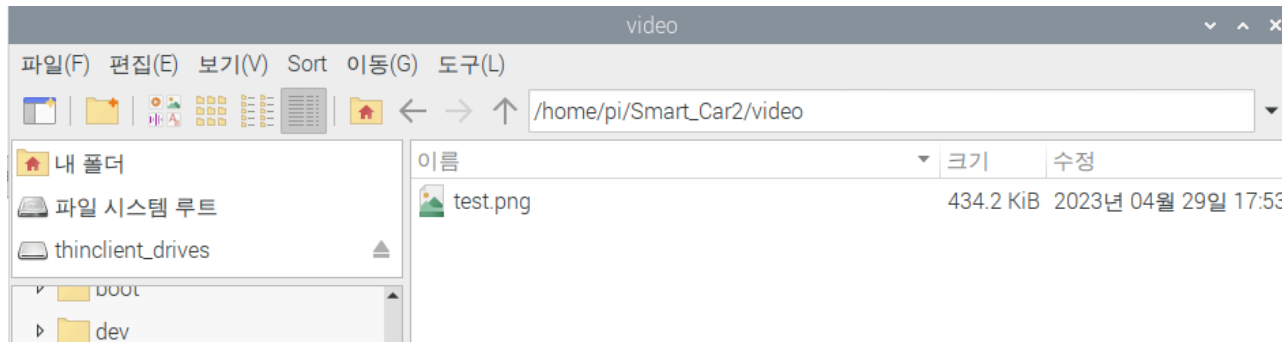 video
파일(F) 편집(E) 보기(V) Sort 이동(G) 도구(L)
/home/pi/Smart_Car2/video
내 폴더
파일 시스템 루트
thinclient_drives
boot
dev
이름 크기 수정
test.png 434.2 KiB 2023년 04월 29일 17:53